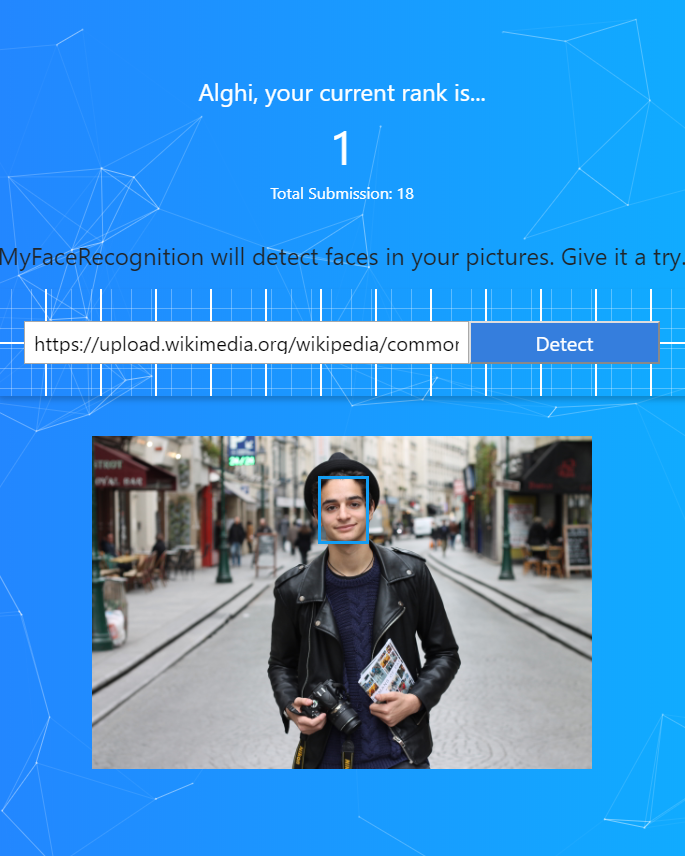 Alghi, your current rank is...
1
Total Submission: 18
MyFaceRecognition will detect faces in your pictures. Give it a try.
https://upload.wikimedia.org/wikipedia/common
Detect